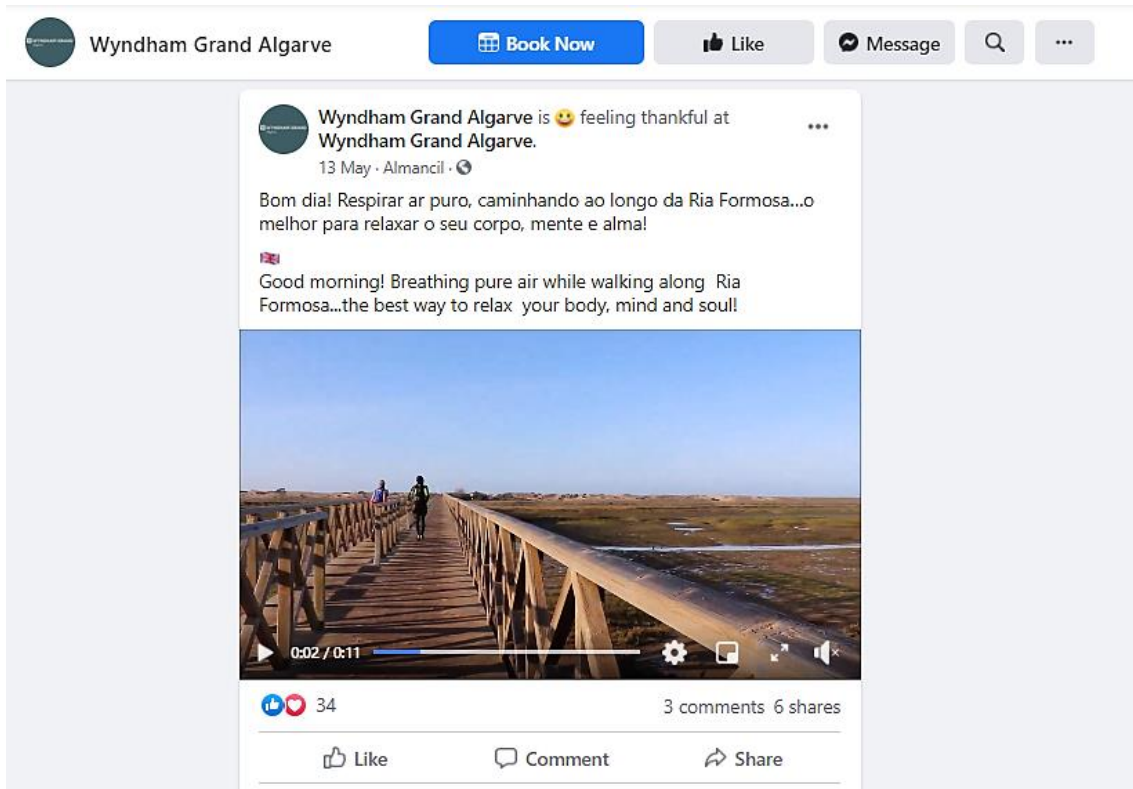 Wyndham Grand Algarve
Book Now
Like
Message
Wyndham Grand Algarve is 😀 feeling thankful at
Wyndham Grand Algarve.
13 May · Almancil ·
Bom dia! Respirar ar puro, caminhando ao longo da Ria Formosa...o
melhor para relaxar o seu corpo, mente e alma!
🇬🇧
Good morning! Breathing pure air while walking along Ria
Formosa...the best way to relax your body, mind and soul!
0:02 / 0:11
34
3 comments 6 shares
Like
Comment
Share